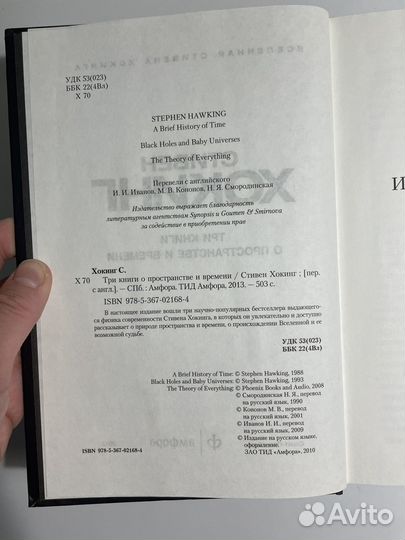 УДК 53(023)
ББК 22(4Вл)
Х 70
STEPHEN HAWKING
A Brief History of Time
Black Holes and Baby Universes
The Theory of Everything
Перевели с английского
И. И. Иванов, М. В. Кононов, Н. Я. Смородинская
Издательство выражает благодарность
литературным агентствам Synopsis и Goumen & Smirnova
за содействие в приобретении прав
Хокинг С.
Х 70 Три книги о пространстве и времени / Стивен Хокинг ; [пер.
с англ.]. — СПб. : Амфора. ТИД Амфора, 2013. — 503 с.
ISBN 978-5-367-02168-4
В настоящее издание вошли три научно-популярных бестселлера выдающего-
ся физика современности Стивена Хокинга, в которых он увлекательно и доступно
рассказывает о природе пространства и времени, о происхождении Вселенной и ее
возможной судьбе.
УДК 53(023)
ББК 22(4Вл)
A Brief History of Time: © Stephen Hawking, 1988
Black Holes and Baby Universes: © Stephen Hawking, 1993
The Theory of Everything: © Phoenix Books and Audio, 2008
© Смородинская Н. Я., перевод
на русский язык, 1990
© Кононов М. В., перевод
на русский язык, 2001
© Иванов И. И., перевод
на русский язык, 2009
© Издание на русском языке,
оформление.
ISBN 978-5-367-02168-4 ЗАО ТИД «Амфора», 2010
И
Avito